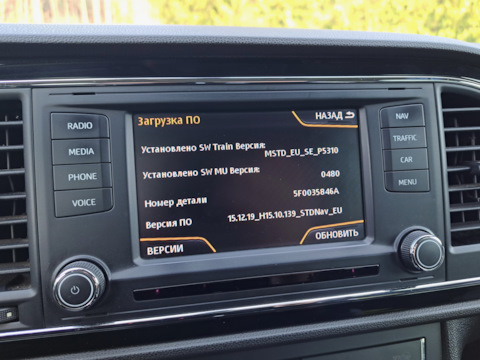 RADIO
MEDIA
PHONE
VOICE
Загрузка ПО
НАЗАД
Установлено SW Train Версия:
MSTD_EU_SE_P5310
Установлено SW MU Версия:
0480
Номер детали
5F0035846A
Версия ПО
15.12.19_H15.10.139_STDNav_EU
ВЕРСИИ
ОБНОВИТЬ
NAV
TRAFFIC
CAR
MENU